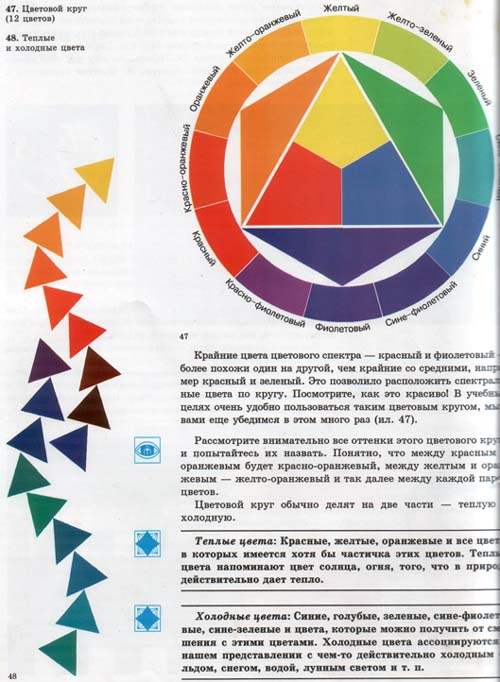 47. Цветовой круг
(12 цветов)
48. Теплые
и холодные цвета
Желтый
Желто-оранжевый
Желто-зеленый
Оранжевый
Зеленый
Красно-оранжевый
Красный
Синий
Красно-фиолетовый
Фиолетовый
Сине-фиолетовый
47
Крайние цвета цветового спектра — красный и фиолетовый
более похожи один на другой, чем крайние со средними, напр
мер красный и зеленый. Это позволило расположить спектрал
ные цвета по кругу. Посмотрите, как это красиво! В учебны
целях очень удобно пользоваться таким цветовым кругом, мы
вами еще убедимся в этом много раз (ил. 47).
Рассмотрите внимательно все оттенки этого цветового кру
и попытайтесь их назвать. Понятно, что между красным
оранжевым будет красно-оранжевый, между желтым и ора
жевым — желто-оранжевый и так далее между каждой пар
цветов.
Цветовой круг обычно делят на две части — теплую
холодную.
Теплые цвета: Красные, желтые, оранжевые и все цвет
в которых имеется хотя бы частичка этих цветов. Тепл
цвета напоминают цвет солнца, огня, того, что в природ
действительно дает тепло.
Холодные цвета: Синие, голубые, зеленые, сине-фиолет
вые, сине-зеленые и цвета, которые можно получить от см
шения с этими цветами. Холодные цвета ассоциируются
нашем представлении с чем-то действительно холодным
льдом, снегом, водой, лунным светом и т. п.
48